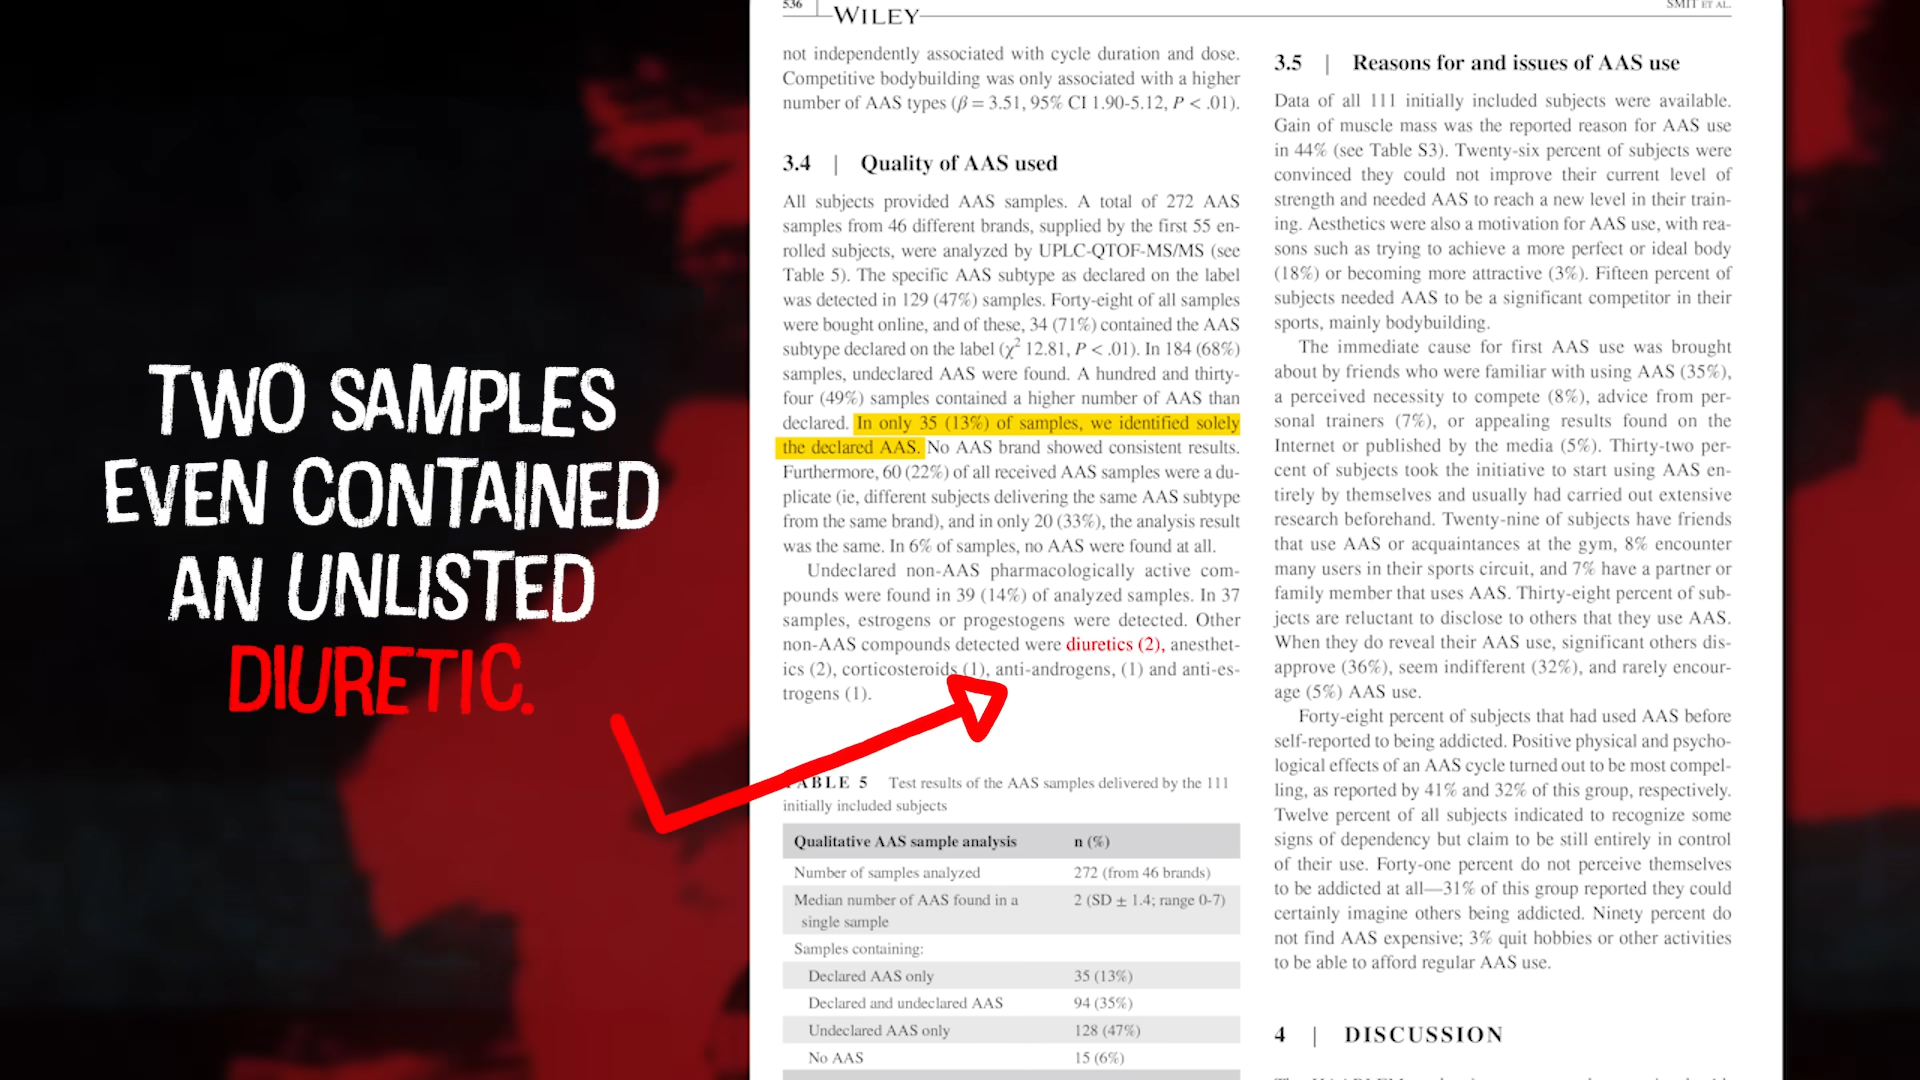 TWO SAMPLES
EVEN CONTAINED
AN UNLISTED
DIURETIC.
536
WILEY
SMIT ET AL.
not independently associated with cycle duration and dose.
Competitive bodybuilding was only associated with a higher
number of AAS types (β = 3.51, 95% CI 1.90-5.12, P < .01).
3.4 | Quality of AAS used
All subjects provided AAS samples. A total of 272 AAS
samples from 46 different brands, supplied by the first 55 en-
rolled subjects, were analyzed by UPLC-QTOF-MS/MS (see
Table 5). The specific AAS subtype as declared on the label
was detected in 129 (47%) samples. Forty-eight of all samples
were bought online, and of these, 34 (71%) contained the AAS
subtype declared on the label (χ² 12.81, P < .01). In 184 (68%)
samples, undeclared AAS were found. A hundred and thirty-
four (49%) samples contained a higher number of AAS than
declared. In only 35 (13%) of samples, we identified solely
the declared AAS. No AAS brand showed consistent results.
Furthermore, 60 (22%) of all received AAS samples were a du-
plicate (ie, different subjects delivering the same AAS subtype
from the same brand), and in only 20 (33%), the analysis result
was the same. In 6% of samples, no AAS were found at all.
Undeclared non-AAS pharmacologically active com-
pounds were found in 39 (14%) of analyzed samples. In 37
samples, estrogens or progestogens were detected. Other
non-AAS compounds detected were diuretics (2), anesthet-
ics (2), corticosteroids (1), anti-androgens, (1) and anti-es-
trogens (1).
TABLE 5 Test results of the AAS samples delivered by the 111
initially included subjects
Qualitative AAS sample analysis n (%)
Number of samples analyzed 272 (from 46 brands)
Median number of AAS found in a 2 (SD ± 1.4; range 0-7)
single sample
Samples containing:
Declared AAS only 35 (13%)
Declared and undeclared AAS 94 (35%)
Undeclared AAS only 128 (47%)
No AAS 15 (6%)
3.5 | Reasons for and issues of AAS use
Data of all 111 initially included subjects were available.
Gain of muscle mass was the reported reason for AAS use
in 44% (see Table S3). Twenty-six percent of subjects were
convinced they could not improve their current level of
strength and needed AAS to reach a new level in their train-
ing. Aesthetics were also a motivation for AAS use, with rea-
sons such as trying to achieve a more perfect or ideal body
(18%) or becoming more attractive (3%). Fifteen percent of
subjects needed AAS to be a significant competitor in their
sports, mainly bodybuilding.
The immediate cause for first AAS use was brought
about by friends who were familiar with using AAS (35%),
a perceived necessity to compete (8%), advice from per-
sonal trainers (7%), or appealing results found on the
Internet or published by the media (5%). Thirty-two per-
cent of subjects took the initiative to start using AAS en-
tirely by themselves and usually had carried out extensive
research beforehand. Twenty-nine of subjects have friends
that use AAS or acquaintances at the gym, 8% encounter
many users in their sports circuit, and 7% have a partner or
family member that uses AAS. Thirty-eight percent of sub-
jects are reluctant to disclose to others that they use AAS.
When they do reveal their AAS use, significant others dis-
approve (36%), seem indifferent (32%), and rarely encour-
age (5%) AAS use.
Forty-eight percent of subjects that had used AAS before
self-reported to being addicted. Positive physical and psycho-
logical effects of an AAS cycle turned out to be most compel-
ling, as reported by 41% and 32% of this group, respectively.
Twelve percent of all subjects indicated to recognize some
signs of dependency but claim to be still entirely in control
of their use. Forty-one percent do not perceive themselves
to be addicted at all—31% of this group reported they could
certainly imagine others being addicted. Ninety percent do
not find AAS expensive; 3% quit hobbies or other activities
to be able to afford regular AAS use.
4 | DISCUSSION